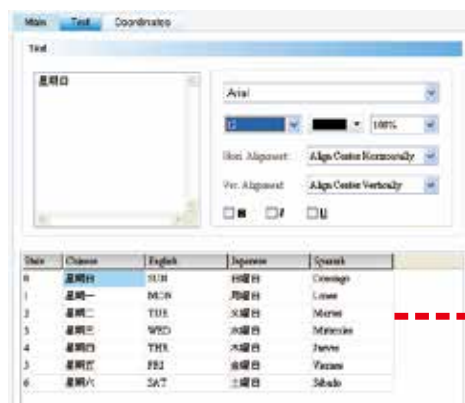 Main Text Coordinates
Text
星期日
Arial
12 100%
Hori. Alignment: Align Center Horizontally
Ver. Alignment Align Center Vertically
B I U
State Chinese English Japanese Spanish
0 星期日 SUN 日曜日 Domingo
1 星期一 MON 月曜日 Lunes
2 星期二 TUE 火曜日 Martes
3 星期三 WED 水曜日 Miercoles
4 星期四 THR 木曜日 Jueves
5 星期五 FRI 金曜日 Viernes
6 星期六 SAT 土曜日 Sábado